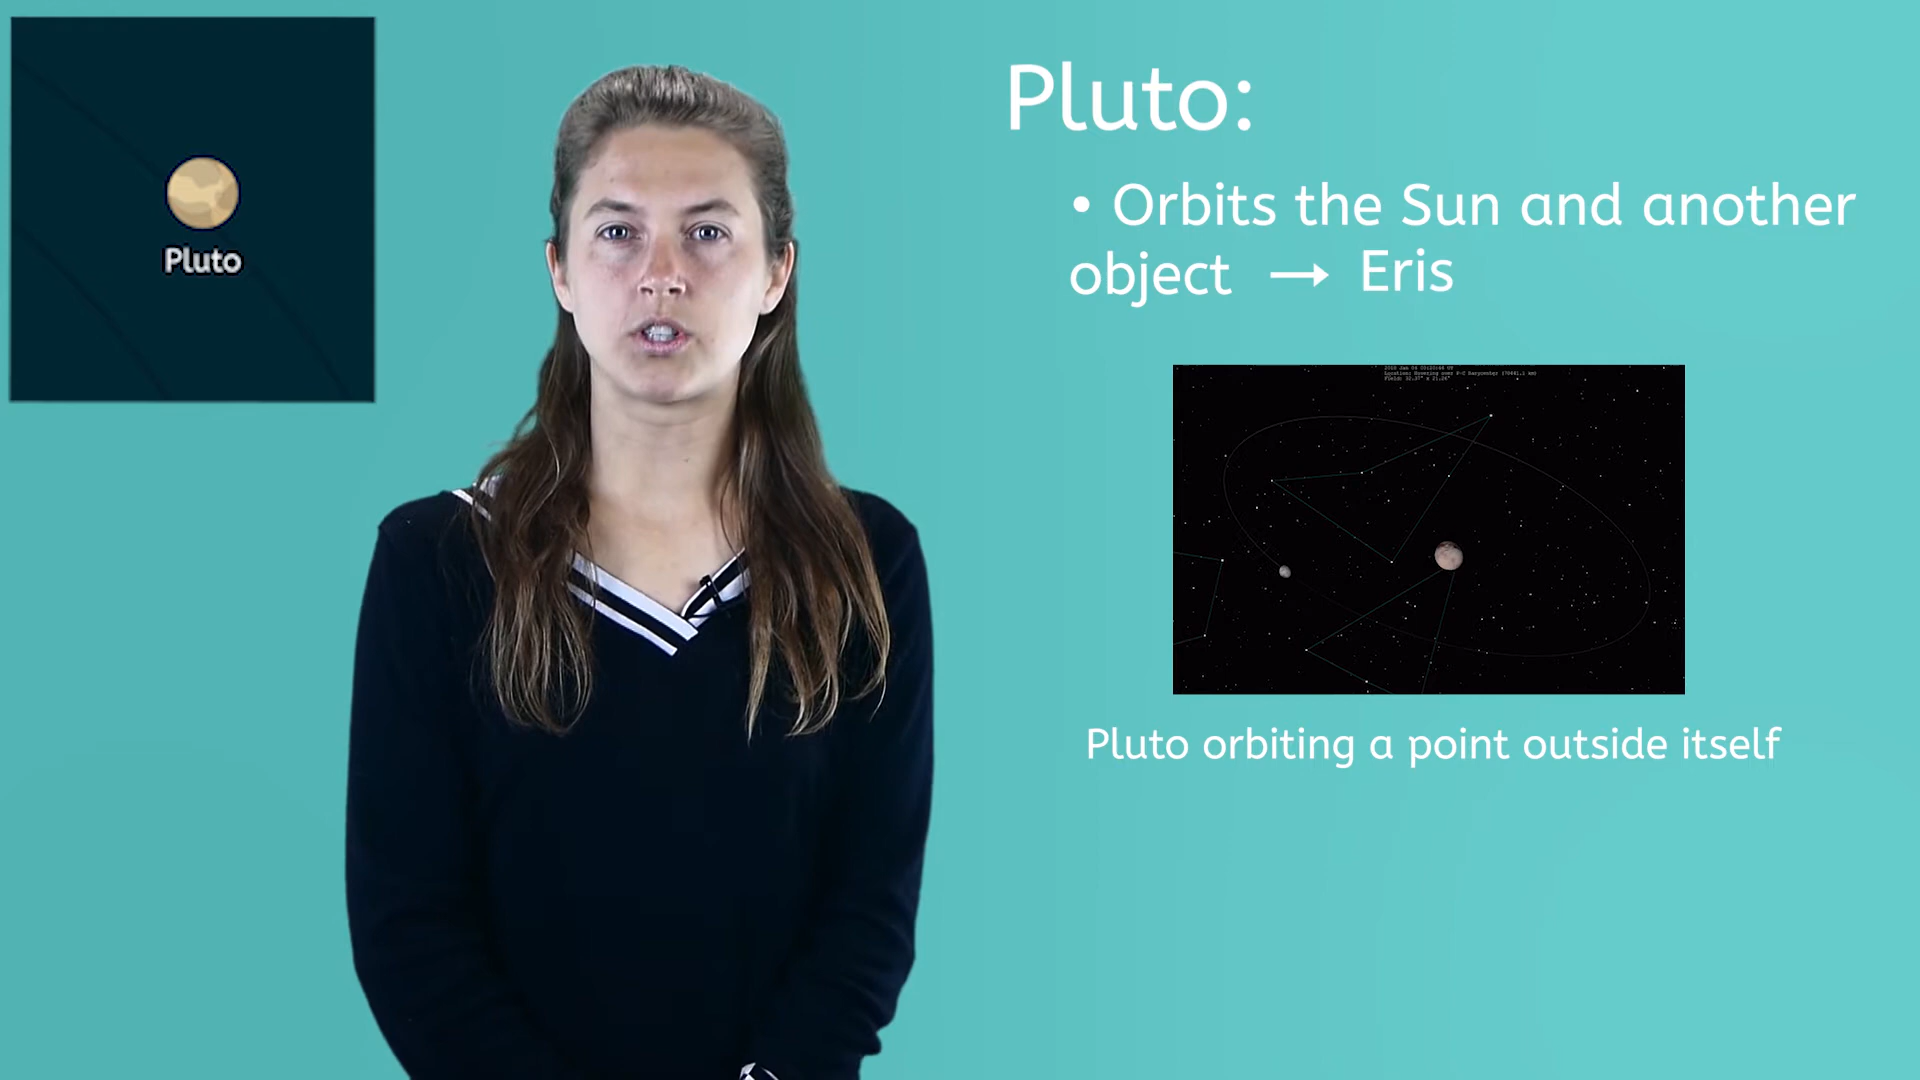 Pluto
Pluto:
• Orbits the Sun and another
object → Eris
Pluto orbiting a point outside itself